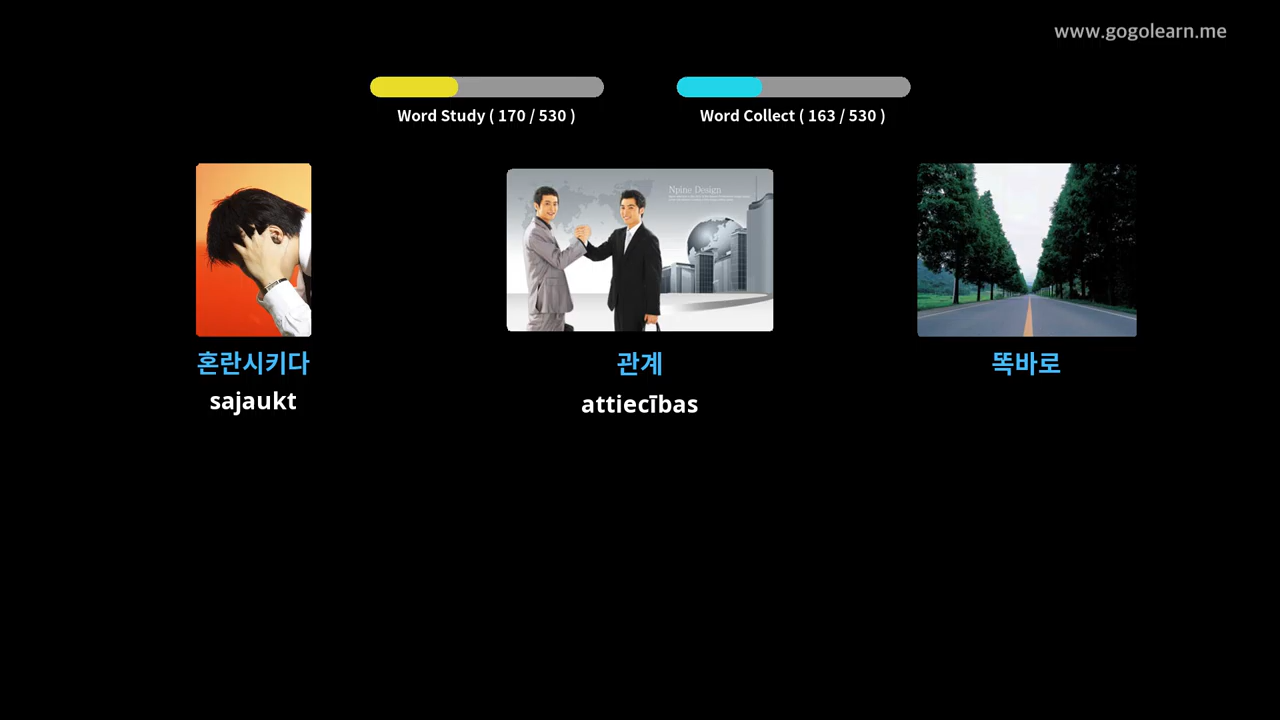 www.gogolearn.me
Word Study ( 170 / 530 )
Word Collect ( 163 / 530 )
Npine Design
혼란시키다
관계
똑바로
sajaukt
attiecības